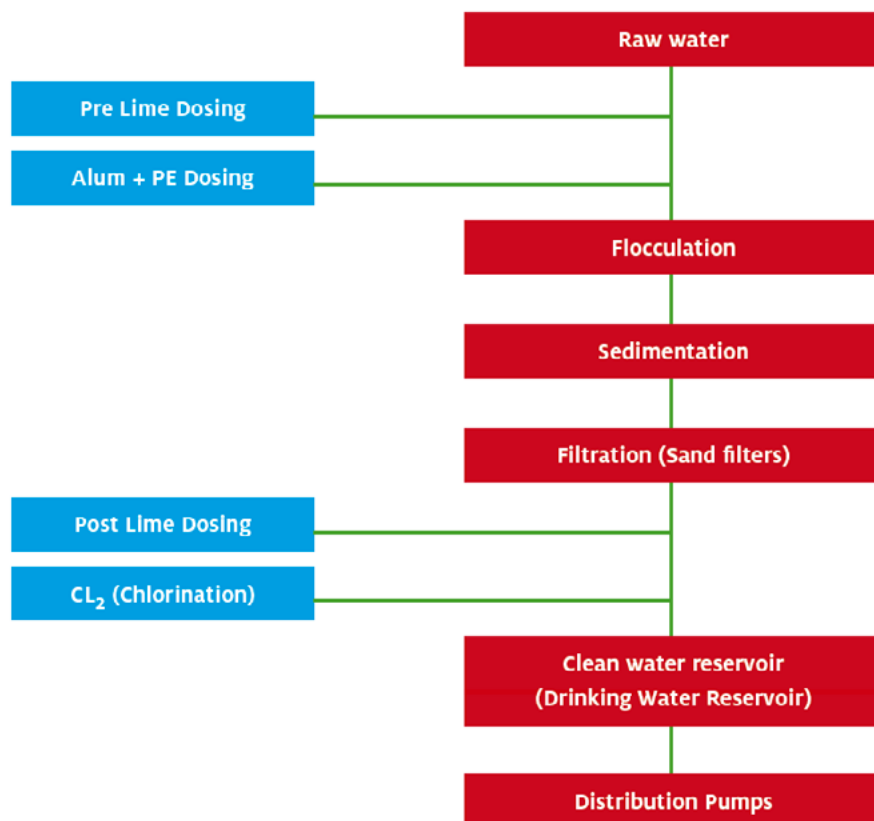 Raw water
Pre Lime Dosing
Alum + PE Dosing
Flocculation
Sedimentation
Filtration (Sand filters)
Post Lime Dosing
CL₂ (Chlorination)
Clean water reservoir
(Drinking Water Reservoir)
Distribution Pumps